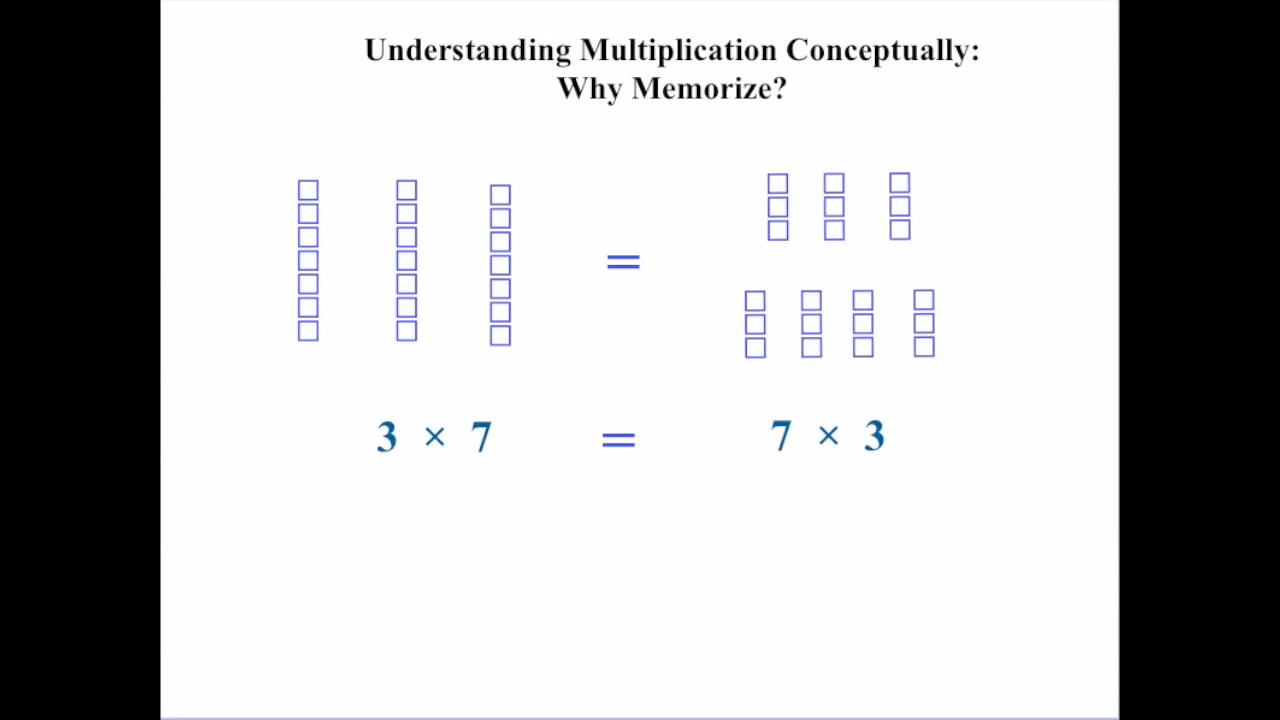 Understanding Multiplication Conceptually:
Why Memorize?
=
3 × 7 = 7 × 3